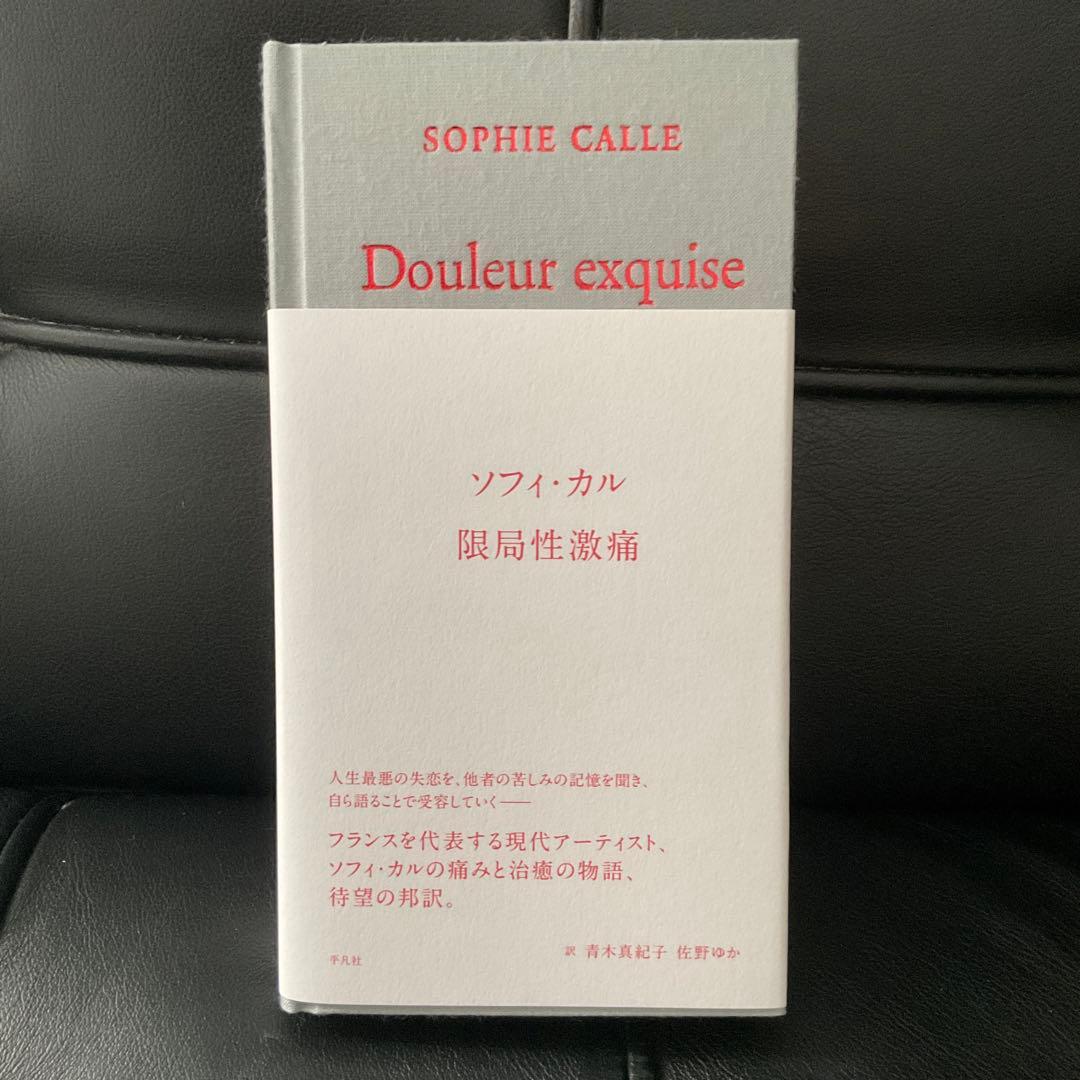 SOPHIE CALLE
Douleur exquise
ソフィ・カル
限局性激痛
人生最悪の失恋を、他者の苦しみの記憶を聞き、
自ら語ることで受容していく——
フランスを代表する現代アーティスト、
ソフィ・カルの痛みと治癒の物語、
待望の邦訳。
訳 青木真紀子 佐野ゆか
平凡社